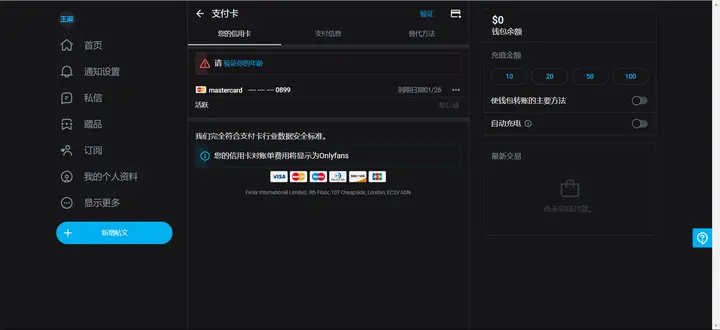 王麻
首页
通知设置
私信
藏品
订阅
我的个人资料
显示更多
新增帖文
支付卡
验证
您的信用卡
支付信息
替代方法
请 验证你的年龄
mastercard ---- ---- ---- 0899
到期日期01/26
活跃
默认值
我们完全符合支付卡行业数据安全标准。
您的信用卡对账单费用将显示为Onlyfans
VISA
DISCOVER
JCB
Fenix International Limited, 9th Floor, 107 Cheapside, London, EC2V 6DN
$0
钱包余额
充值金额
10
20
50
100
使钱包转账的主要方法
自动充电
最新交易
尚未完成付款。